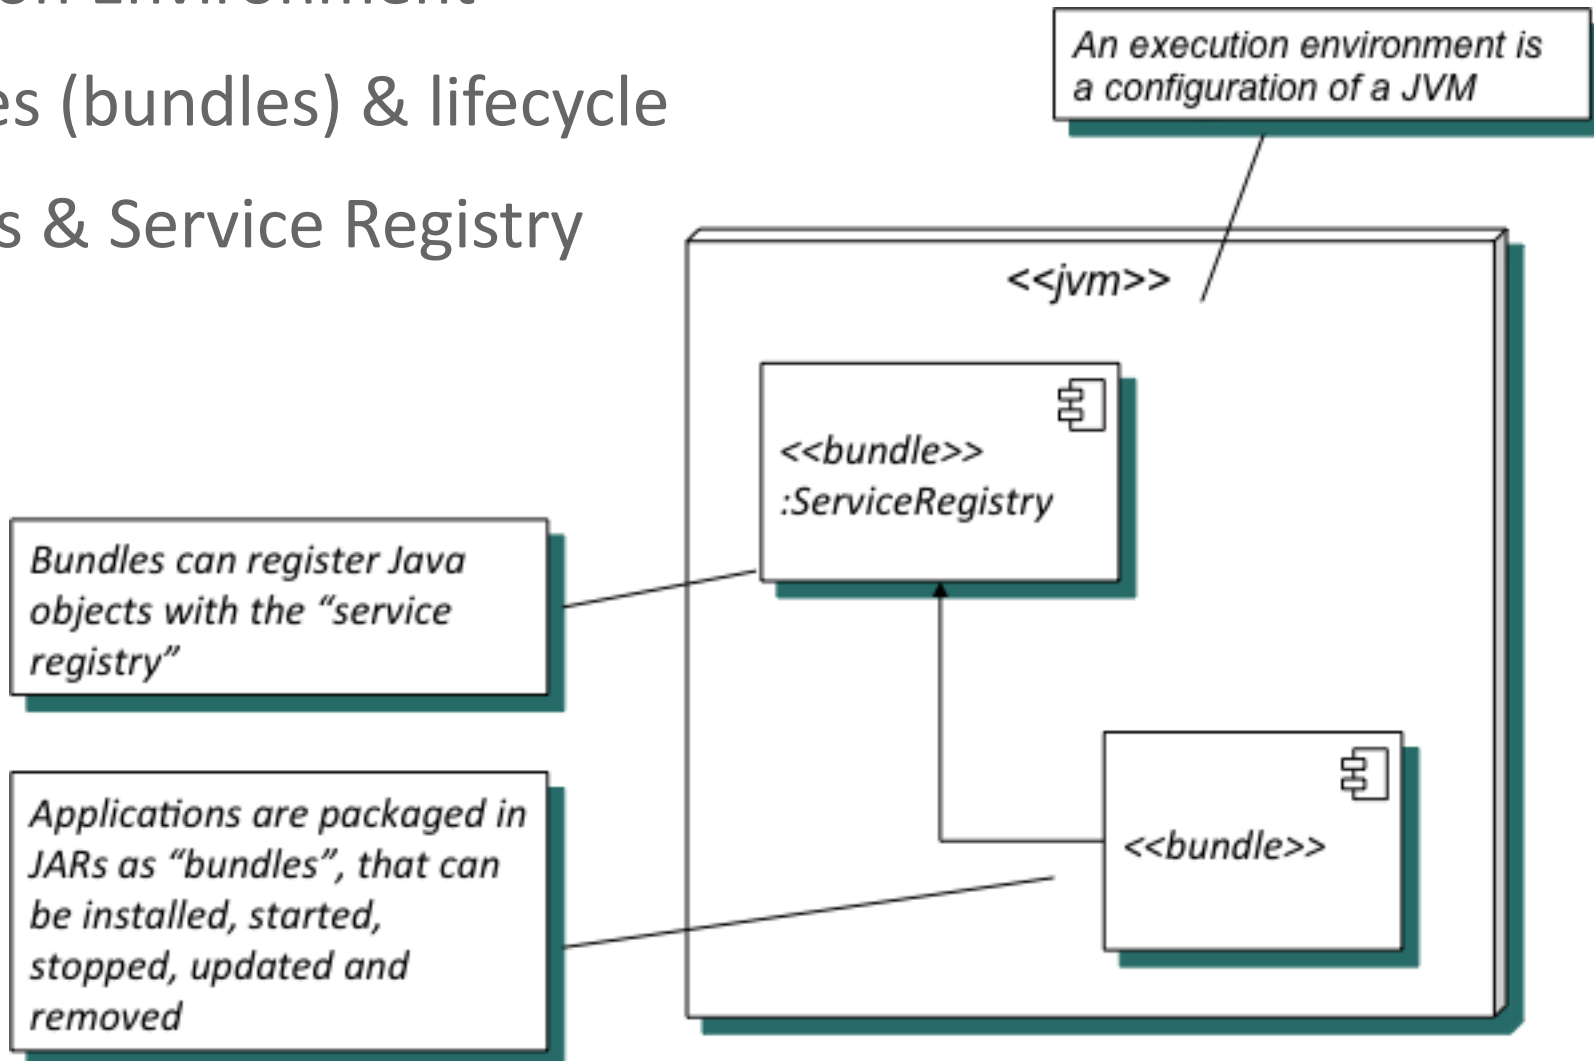 on Environment
es (bundles) & lifecycle
s & Service Registry
An execution environment is
a configuration of a JVM
<<jvm>>
<<bundle>>
:ServiceRegistry
Bundles can register Java
objects with the “service
registry”
Applications are packaged in
JARs as “bundles”, that can
be installed, started,
stopped, updated and
removed
<<bundle>>